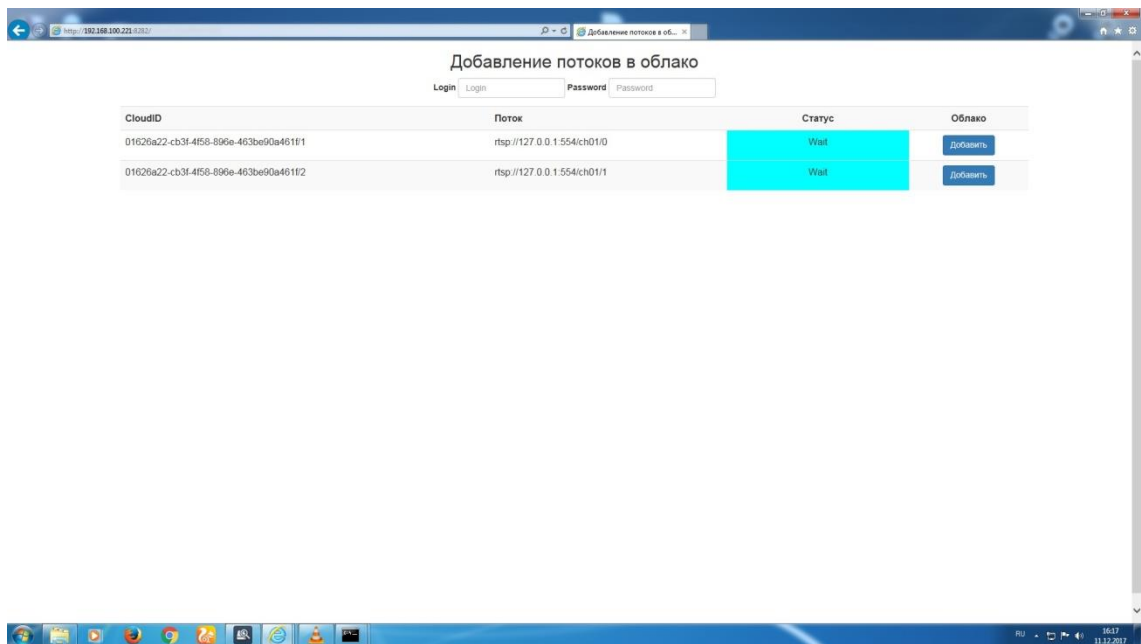 http://192.168.100.221:8282/
Добавление потоков в об...
Добавление потоков в облако
Login Login Password Password
CloudID Поток Статус Облако
01626a22-cb3f-4f58-896e-463be90a461f/1 rtsp://127.0.0.1:554/ch01/0 Wait Добавить
01626a22-cb3f-4f58-896e-463be90a461f/2 rtsp://127.0.0.1:554/ch01/1 Wait Добавить
RU 16:17
11.12.2017